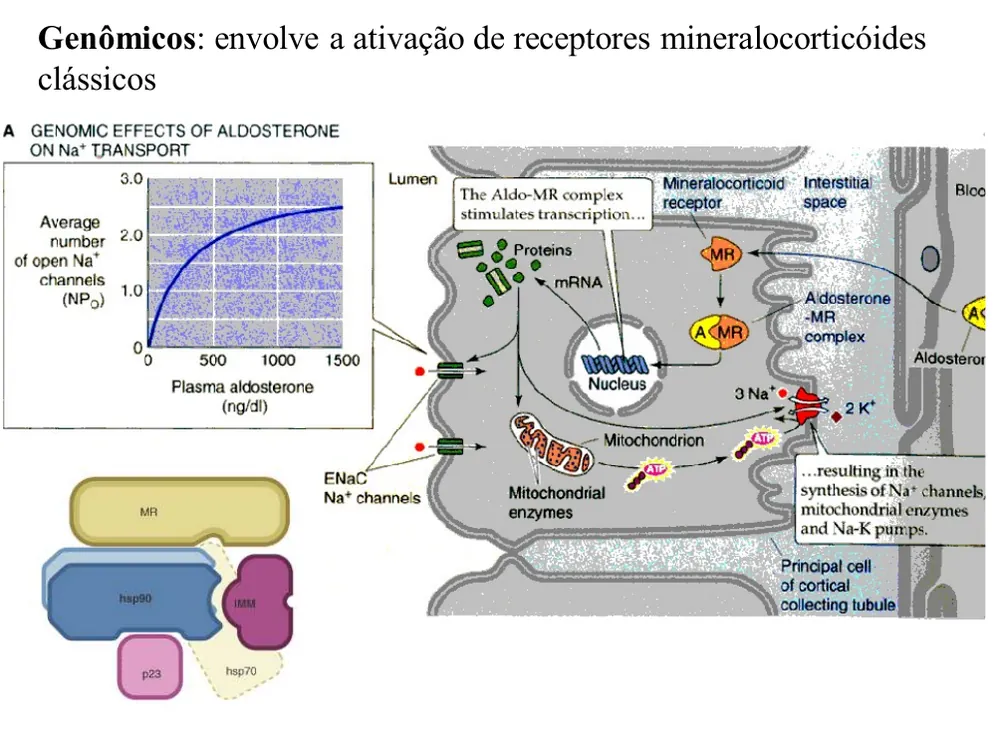 Genômicos: envolve a ativação de receptores mineralocorticóides
clássicos
A GENOMIC EFFECTS OF ALDOSTERONE
ON Na⁺ TRANSPORT
Average
number
of open Na⁺
channels
(NP₀)
3.0
2.0
1.0
0
0 500 1000 1500
Plasma aldosterone
(ng/dl)
Lumen
The Aldo-MR complex
stimulates transcription...
Mineralocorticoid
receptor
Interstitial
space
Proteins
mRNA
MR
A MR
Aldosterone
-MR
complex
A
Nucleus
3 Na⁺
2 K⁺
Mitochondrion
ATP
ATP
ENaC
Na⁺ channels
Mitochondrial
enzymes
...resulting in the
synthesis of Na⁺ channels,
mitochondrial enzymes
and Na-K pumps.
Principal cell
of cortical
collecting tubule
MR
hsp90
IMM
p23
hsp70